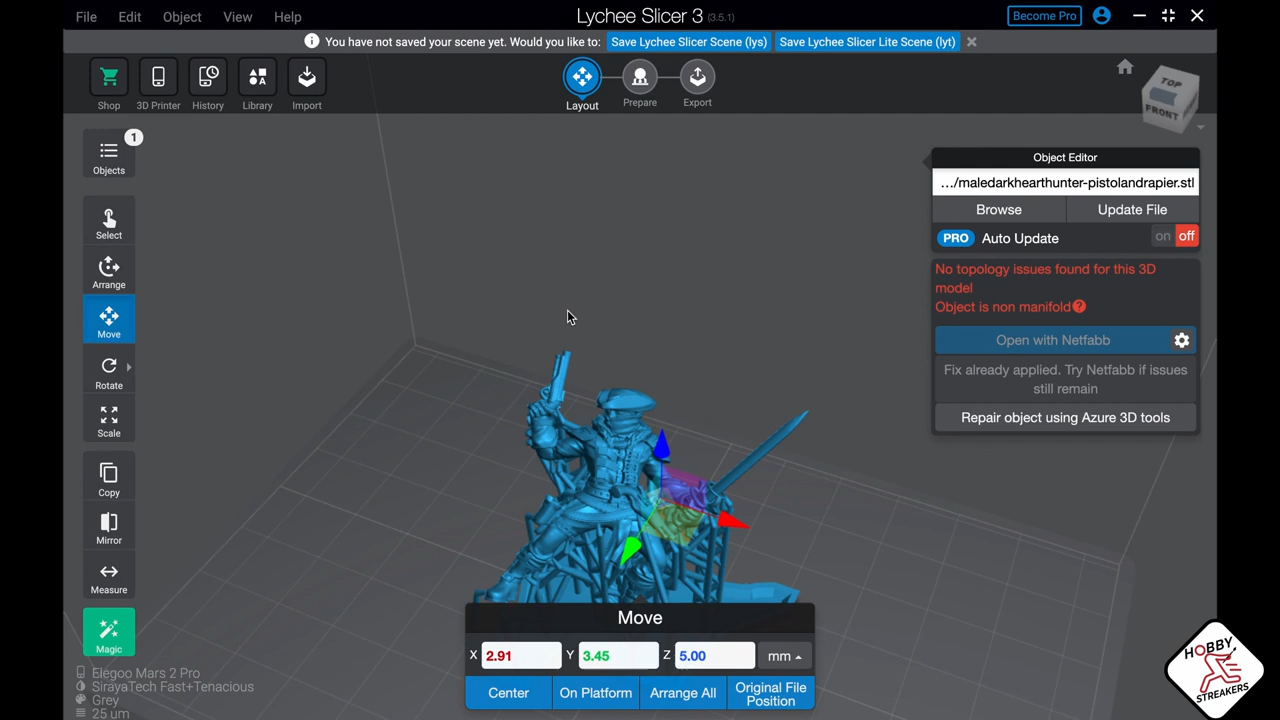 File Edit Object View Help
Lychee Slicer 3 (3.5.1)
Become Pro
You have not saved your scene yet. Would you like to: Save Lychee Slicer Scene (lys) Save Lychee Slicer Lite Scene (lyt)
Shop 3D Printer History Library Import
Layout Prepare Export
TOP
FRONT
Objects
1
Select
Arrange
Move
Rotate
Scale
Copy
Mirror
Measure
Magic
Object Editor
.../maledarkhearthunter-pistolandrapier.stl
Browse Update File
PRO Auto Update on off
No topology issues found for this 3D
model
Object is non manifold?
Open with Netfabb
Fix already applied. Try Netfabb if issues
still remain
Repair object using Azure 3D tools
Move
X 2.91 Y 3.45 Z 5.00 mm
Center On Platform Arrange All Original File
Position
Elegoo Mars 2 Pro
SirayaTech Fast+Tenacious
Grey
25 um
HOBBY
STREAKERS